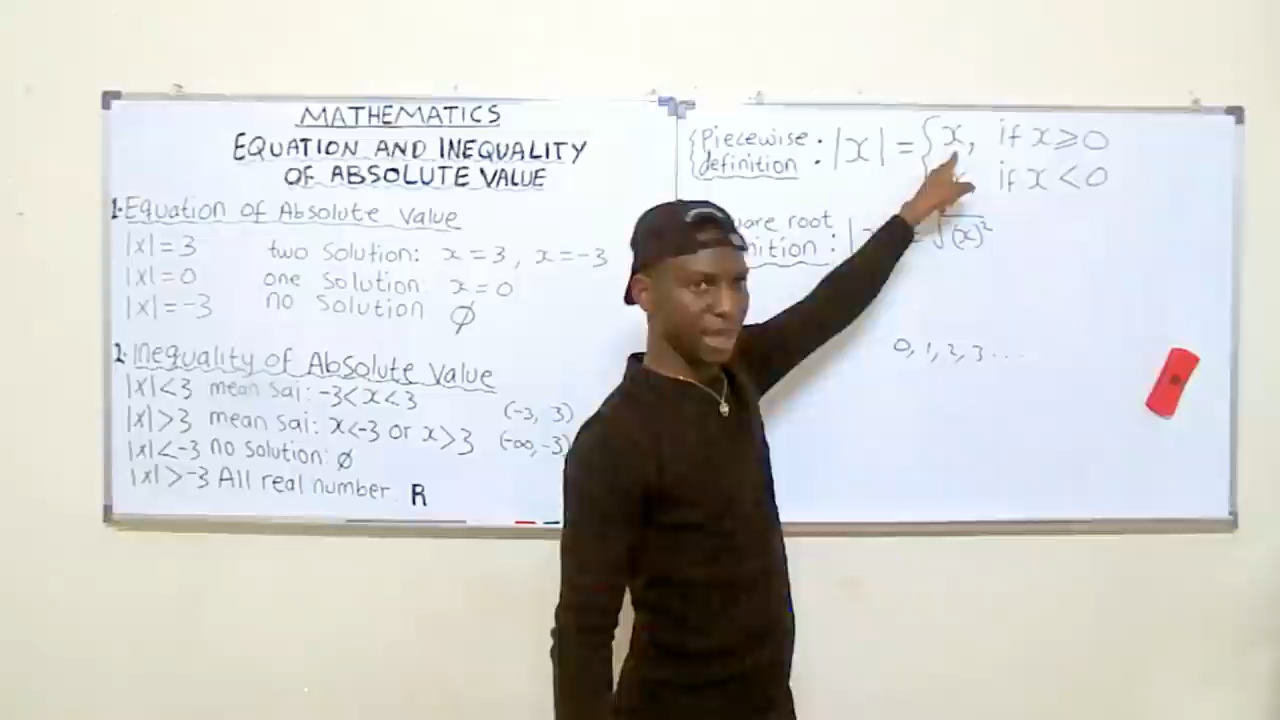 MATHEMATICS
EQUATION AND INEQUALITY
OF ABSOLUTE VALUE
1. Equation of Absolute Value
|x|=3 two Solution: x=3, x=-3
|x|=0 one Solution: x=0
|x|=-3 no Solution ∅
2. Inequality of Absolute Value
|x|<3 mean sai: -3<x<3 (-3, 3)
|x|>3 mean sai: x<-3 or x>3 (-∞,-3)
|x|<-3 no solution: ∅
|x|>-3 All real number. R
{Piecewise definition: |x| = { x, if x⩾0
if x<0
root
: = √(x)²
0, 1, 2, 3 ....